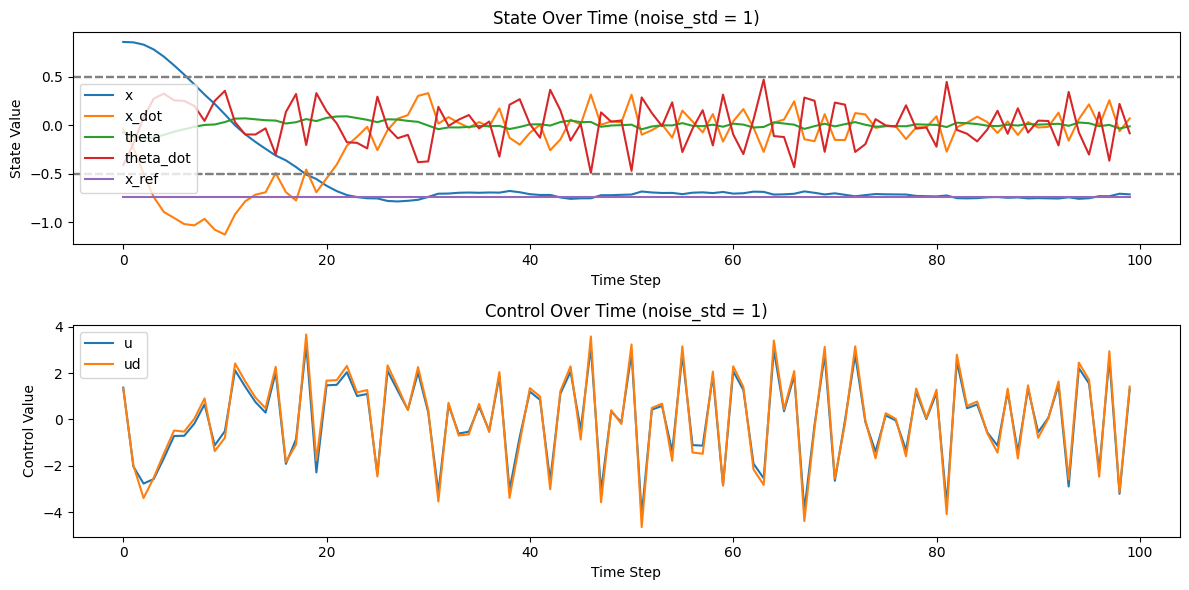 State Over Time (noise_std = 1)
State Value
0.5
0.0
−0.5
−1.0
x
x_dot
theta
theta_dot
x_ref
0
20
40
60
80
100
Time Step
Control Over Time (noise_std = 1)
Control Value
4
2
0
−2
−4
u
ud
0
20
40
60
80
100
Time Step